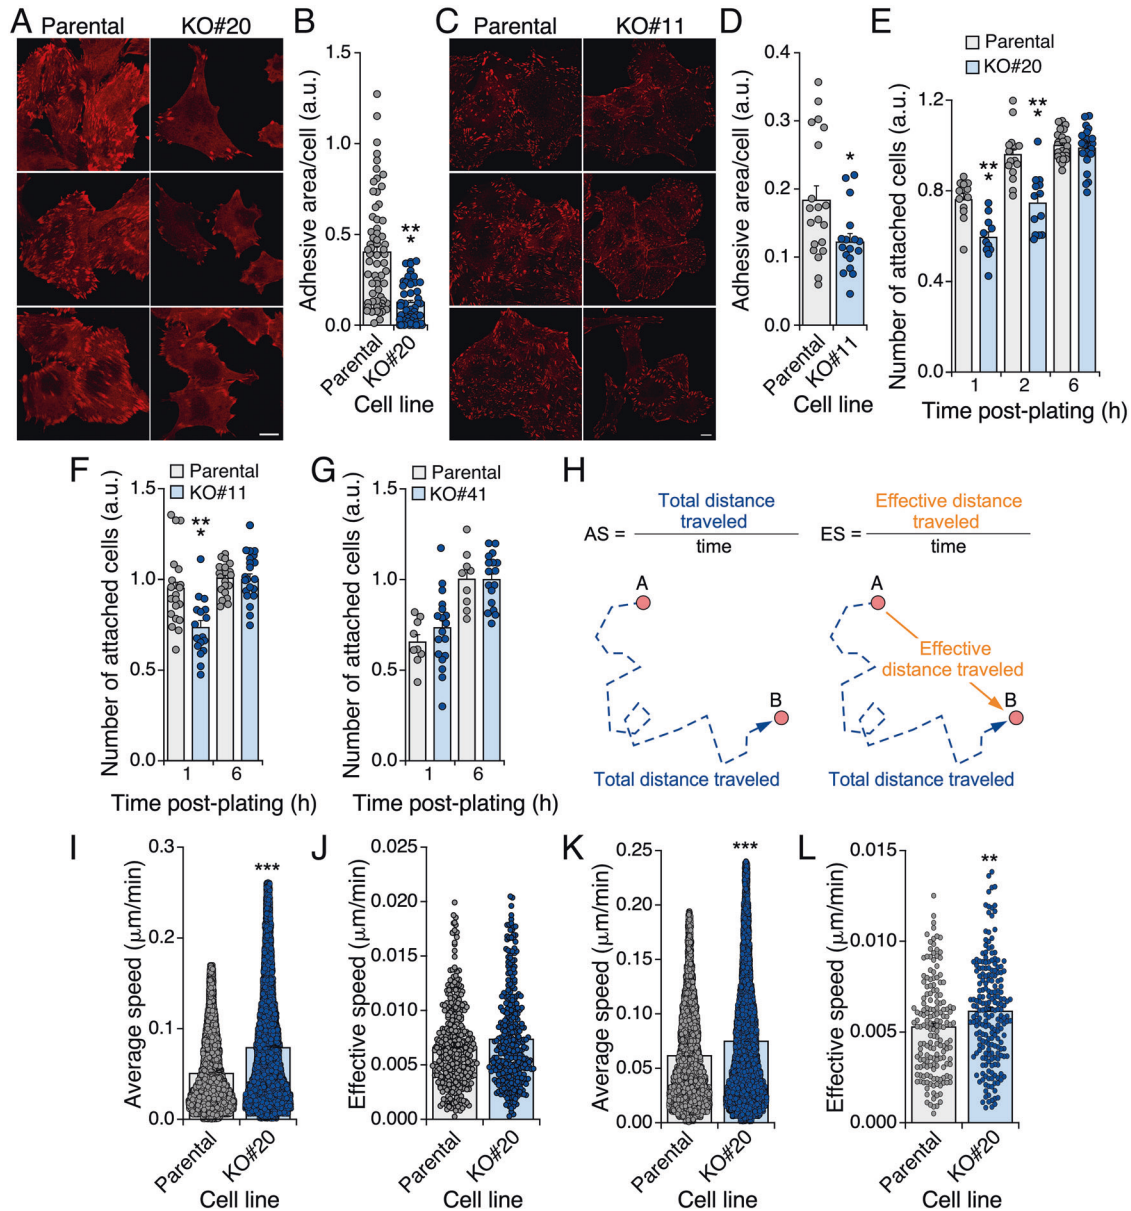 A Parental KO#20
B
Adhesive area/cell (a.u.)
1.5
1.0
0.5
0.0
**
*
Parental
KO#20
Cell line
C Parental KO#11
D
Adhesive area/cell (a.u.)
0.4
0.3
0.2
0.1
0.0
*
Parental
KO#11
Cell line
E
Parental
KO#20
Number of attached cells (a.u.)
1.2
0.8
0.4
0.0
**
*
**
*
1 2 6
Time post-plating (h)
F
Parental
KO#11
Number of attached cells (a.u.)
1.5
1.0
0.5
0.0
**
*
1 6
Time post-plating (h)
G
Parental
KO#41
Number of attached cells (a.u.)
1.5
1.0
0.5
0.0
1 6
Time post-plating (h)
H
AS =
Total distance
traveled
time
ES =
Effective distance
traveled
time
A
B
Total distance traveled
A
Effective
distance traveled
B
Total distance traveled
I
Average speed (μm/min)
0.3
0.2
0.1
0.0
***
Parental
KO#20
Cell line
J
Effective speed (μm/min)
0.025
0.020
0.015
0.010
0.005
0.000
Parental
KO#20
Cell line
K
Average speed (μm/min)
0.25
0.20
0.15
0.10
0.05
0.00
***
Parental
KO#20
Cell line
L
Effective speed (μm/min)
0.015
0.010
0.005
0.000
**
Parental
KO#20
Cell line